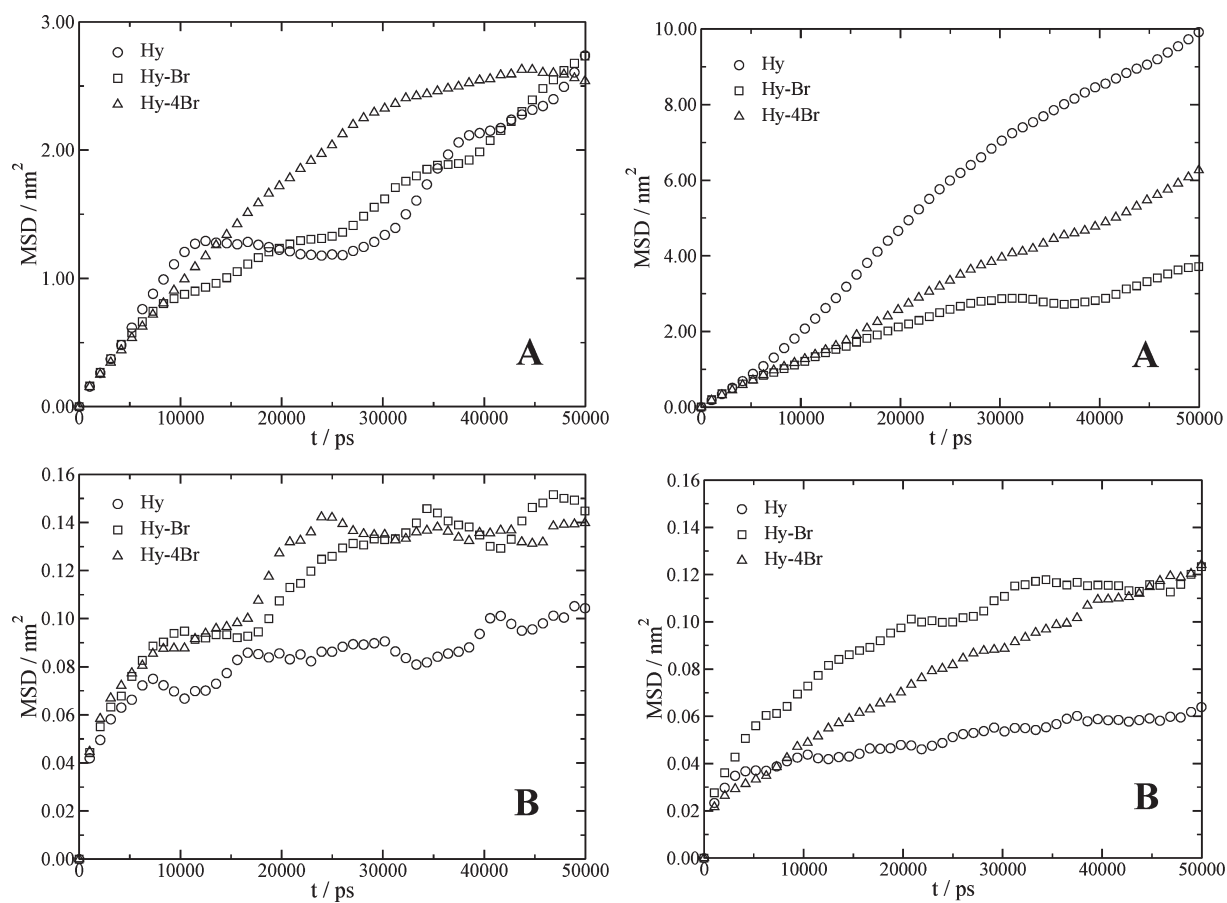 3.00
2.00
1.00
0.00
MSD / nm²
Hy
Hy-Br
Hy-4Br
A
0 10000 20000 30000 40000 50000
t / ps
10.00
8.00
6.00
4.00
2.00
0.00
MSD / nm²
Hy
Hy-Br
Hy-4Br
A
0 10000 20000 30000 40000 50000
t / ps
0.16
0.14
0.12
0.10
0.08
0.06
0.04
0.02
0.00
MSD / nm²
Hy
Hy-Br
Hy-4Br
B
0 10000 20000 30000 40000 50000
t / ps
0.16
0.14
0.12
0.10
0.08
0.06
0.04
0.02
0.00
MSD / nm²
Hy
Hy-Br
Hy-4Br
B
0 10000 20000 30000 40000 50000
t / ps